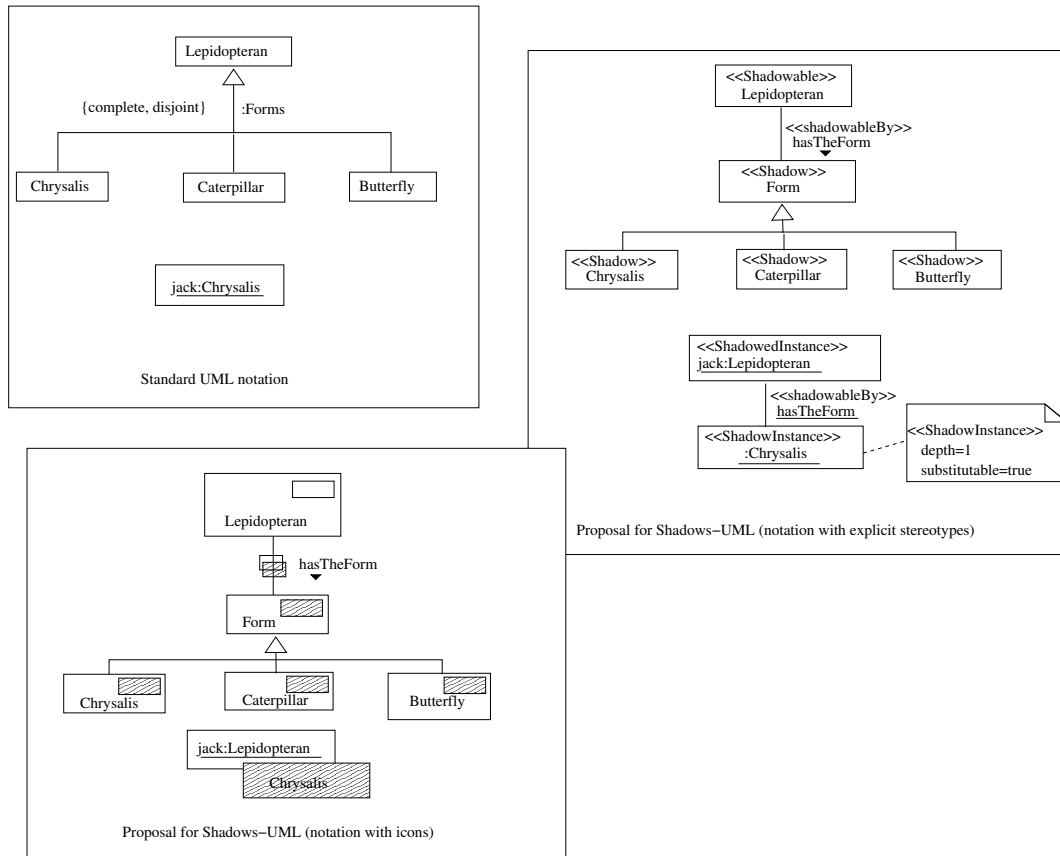 Lepidopteran
{complete, disjoint}
:Forms
Chrysalis
Caterpillar
Butterfly
jack:Chrysalis
Standard UML notation
<<Shadowable>>
Lepidopteran
<<shadowableBy>>
hasTheForm
<<Shadow>>
Form
<<Shadow>>
Chrysalis
<<Shadow>>
Caterpillar
<<Shadow>>
Butterfly
<<ShadowedInstance>>
jack:Lepidopteran
<<shadowableBy>>
hasTheForm
<<ShadowInstance>>
:Chrysalis
<<ShadowInstance>>
depth=1
substitutable=true
Proposal for Shadows−UML (notation with explicit stereotypes)
Lepidopteran
hasTheForm
Form
Chrysalis
Caterpillar
Butterfly
jack:Lepidopteran
Chrysalis
Proposal for Shadows−UML (notation with icons)